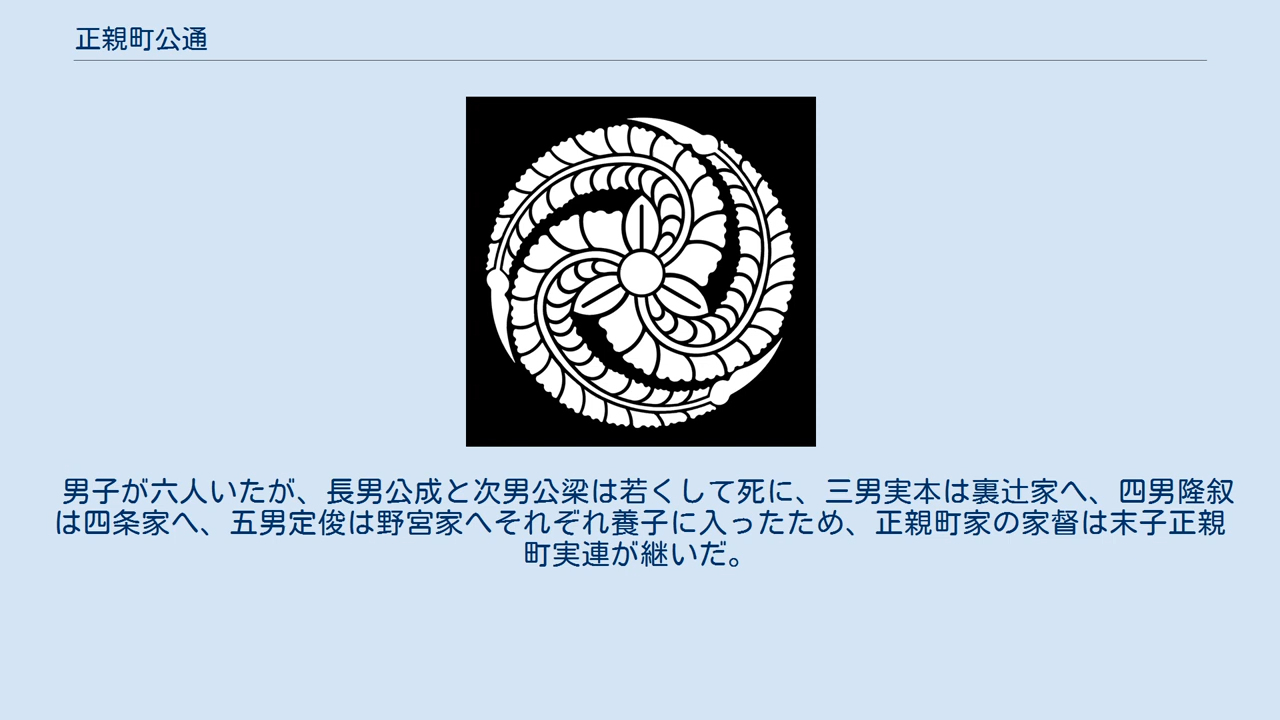 正親町公通
男子が六人いたが、長男公成と次男公梁は若くして死に、三男実本は裏辻家へ、四男隆叙
は四条家へ、五男定俊は野宮家へそれぞれ養子に入ったため、正親町家の家督は末子正親
町実連が継いだ。